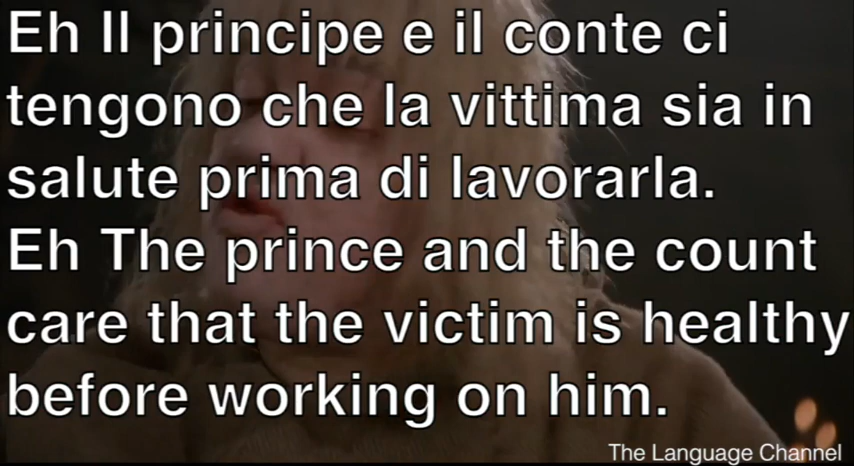 Eh Il principe e il conte ci
tengono che la vittima sia in
salute prima di lavorarla.
Eh The prince and the count
care that the victim is healthy
before working on him.
The Language Channel